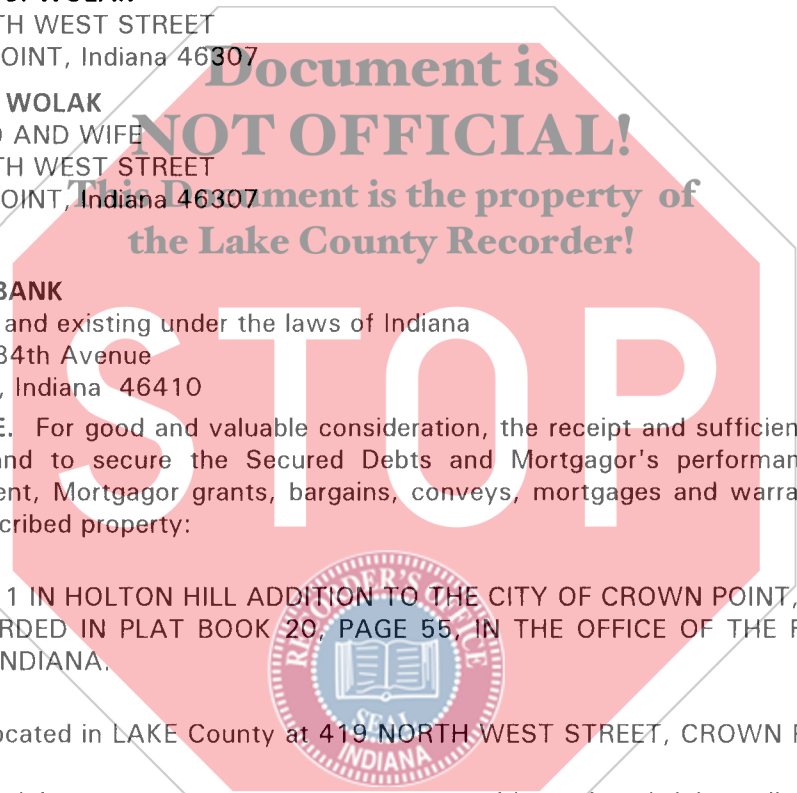 TH WEST STREET
OINT, Indiana 46307
Document is
WOLAK
NOT OFFICIAL!
AND WIFE
TH WEST STREET
This Document is the property of
OINT, Indiana 46307
the Lake County Recorder!
BANK
and existing under the laws of Indiana
84th Avenue
, Indiana 46410
STOP
E. For good and valuable consideration, the receipt and sufficien
and to secure the Secured Debts and Mortgagor's performan
ent, Mortgagor grants, bargains, conveys, mortgages and warra
cribed property:
1 IN HOLTON HILL ADDITION TO THE CITY OF CROWN POINT,
RDED IN PLAT BOOK 20, PAGE 55, IN THE OFFICE OF THE R
INDIANA.
RECORDER'S OFFICE
SEAL
INDIANA
ocated in LAKE County at 419 NORTH WEST STREET, CROWN P